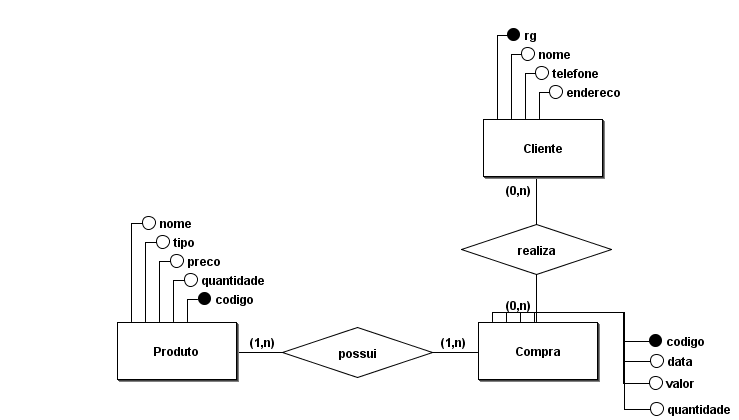 rg
nome
telefone
endereco
Cliente
(0,n)
realiza
(0,n)
nome
tipo
preco
quantidade
codigo
Produto
(1,n)
possui
(1,n)
Compra
codigo
data
valor
quantidade